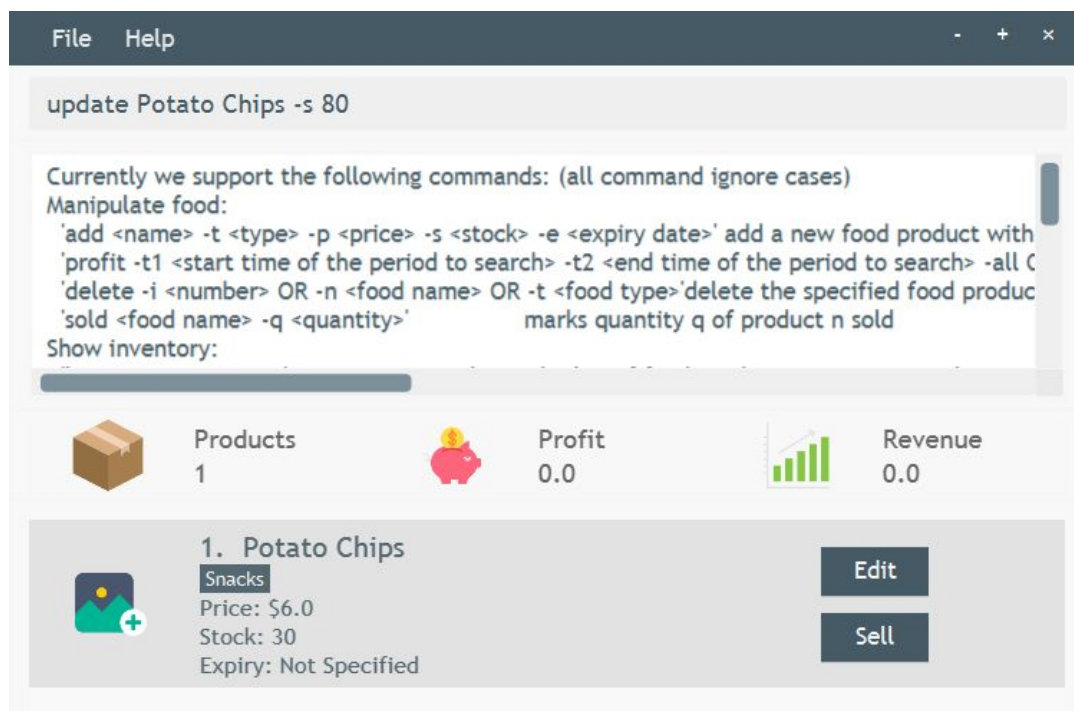 File Help - + ×
update Potato Chips -s 80
Currently we support the following commands: (all command ignore cases)
Manipulate food:
'add <name> -t <type> -p <price> -s <stock> -e <expiry date>' add a new food product with
'profit -t1 <start time of the period to search> -t2 <end time of the period to search> -all
'delete -i <number> OR -n <food name> OR -t <food type>'delete the specified food produc
'sold <food name> -q <quantity>' marks quantity q of product n sold
Show inventory:
Products
1
Profit
0.0
Revenue
0.0
1. Potato Chips
Snacks
Price: $6.0
Stock: 30
Expiry: Not Specified
Edit
Sell